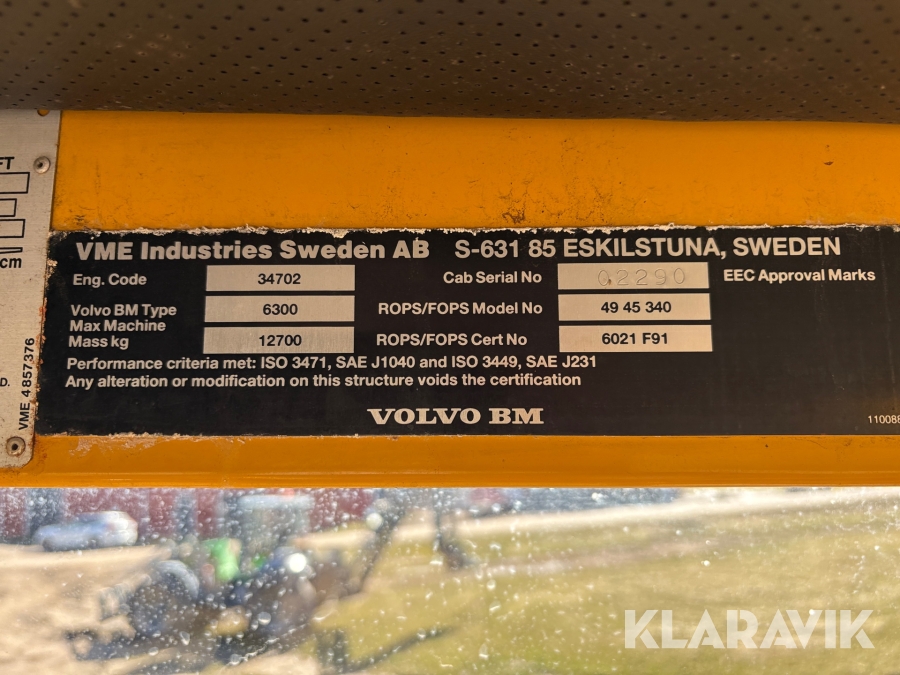 FT
cm
D.
VME 4857376
VME Industries Sweden AB S-631 85 ESKILSTUNA, SWEDEN
Eng. Code 34702 Cab Serial No 02290 EEC Approval Marks
Volvo BM Type 6300 ROPS/FOPS Model No 49 45 340
Max Machine
Mass kg 12700 ROPS/FOPS Cert No 6021 F91
Performance criteria met: ISO 3471, SAE J1040 and ISO 3449, SAE J231
Any alteration or modification on this structure voids the certification
VOLVO BM
110088
KLARAVIK